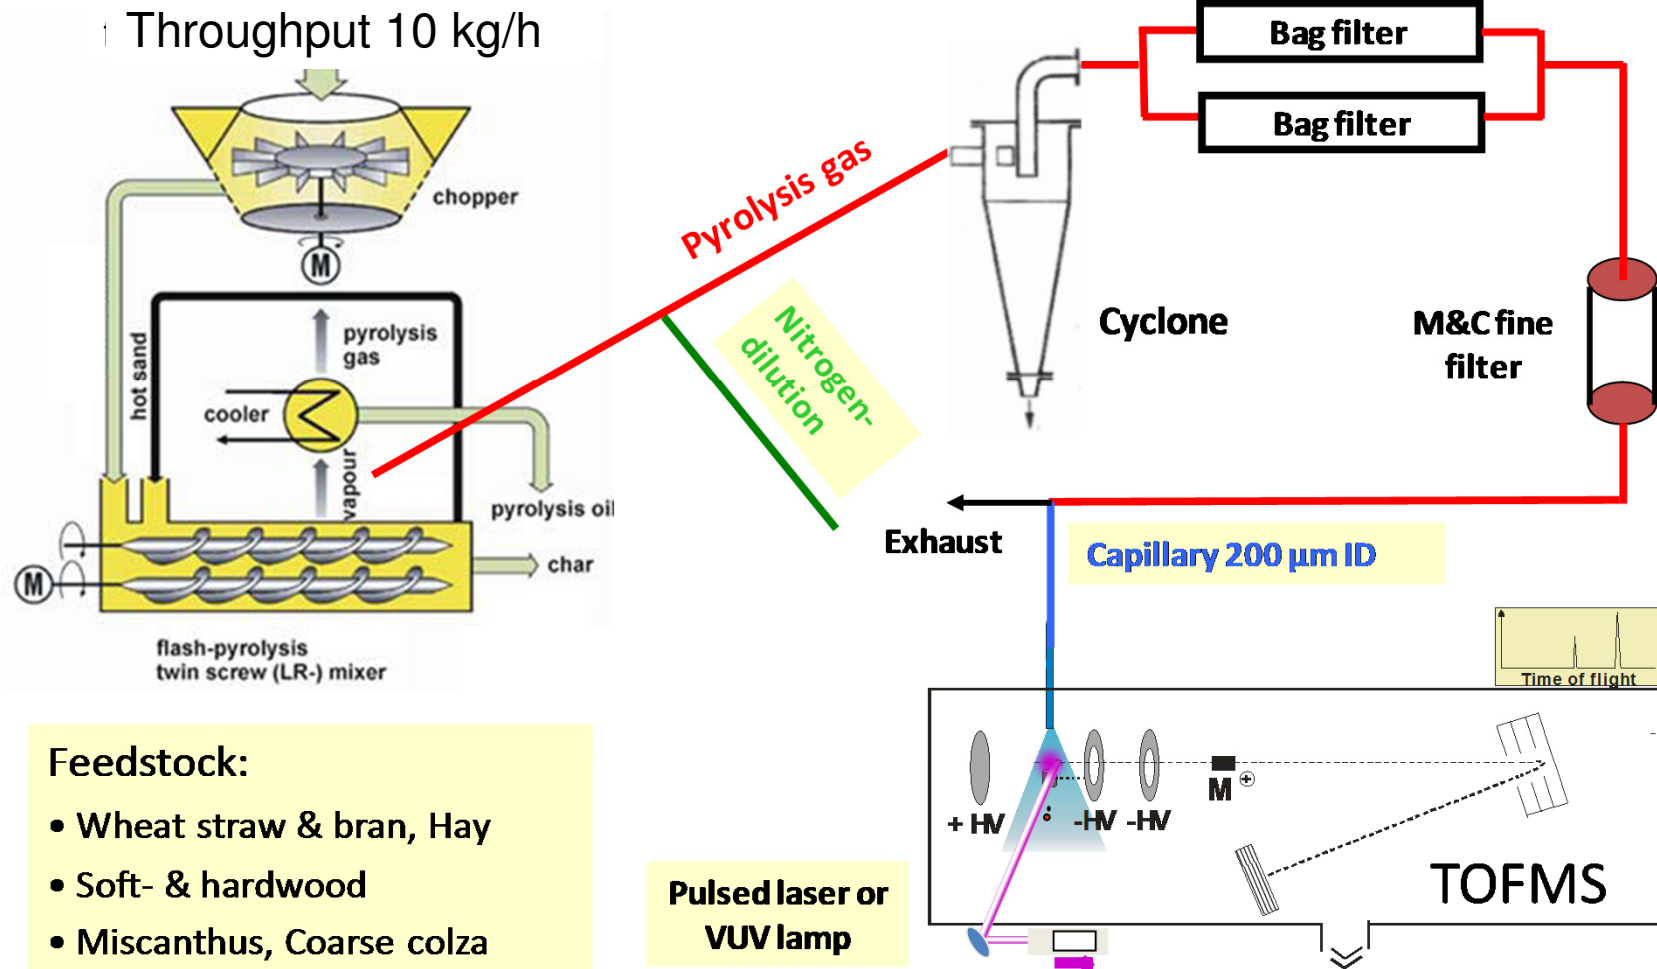 Throughput 10 kg/h
chopper
M
hot sand
pyrolysis
gas
cooler
vapour
pyrolysis oil
char
M
flash-pyrolysis
twin screw (LR-) mixer
Feedstock:
• Wheat straw & bran, Hay
• Soft- & hardwood
• Miscanthus, Coarse colza
Pyrolysis gas
Nitrogen-
dilution
Bag filter
Bag filter
Cyclone
M&C fine
filter
Exhaust
Capillary 200 µm ID
Time of flight
+ HV
-HV
-HV
M
+
TOFMS
Pulsed laser or
VUV lamp